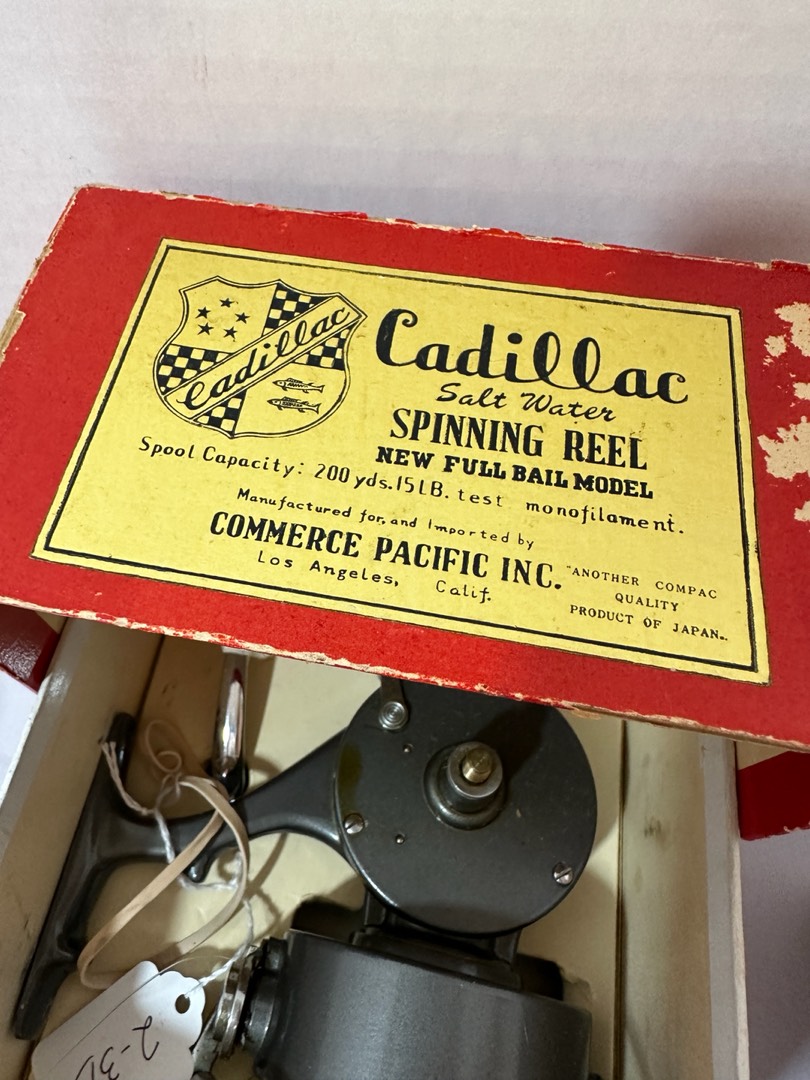 Cadillac
Cadillac
Salt Water
SPINNING REEL
NEW FULL BAIL MODEL
Spool Capacity: 200 yds. 15 LB. test monofilament.
Manufactured for, and Imported by
COMMERCE PACIFIC INC.
Los Angeles, Calif.
"ANOTHER COMPAC
QUALITY
PRODUCT OF JAPAN..